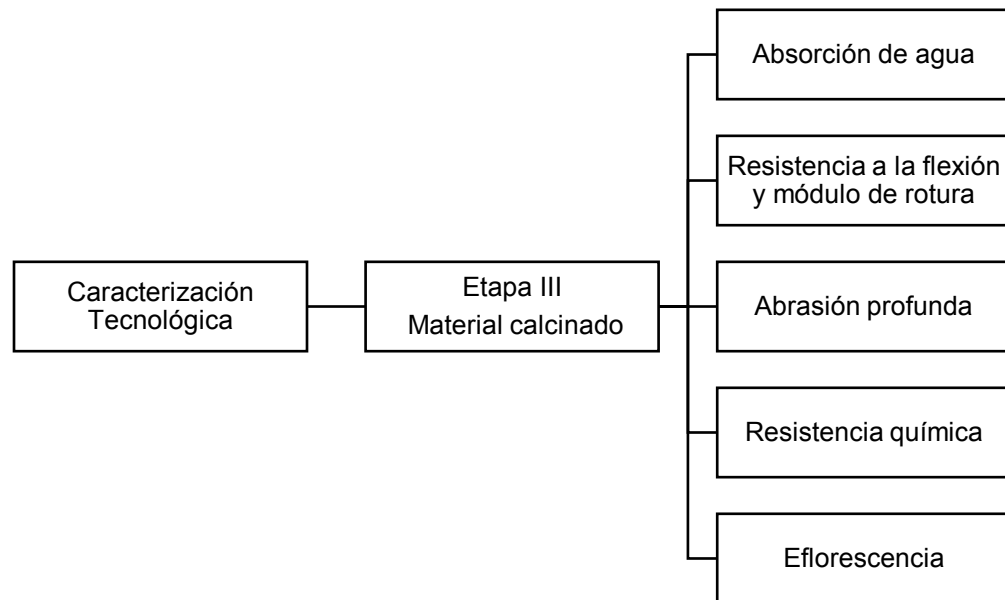 Caracterización
Tecnológica
Etapa III
Material calcinado
Absorción de agua
Resistencia a la flexión
y módulo de rotura
Abrasión profunda
Resistencia química
Eflorescencia